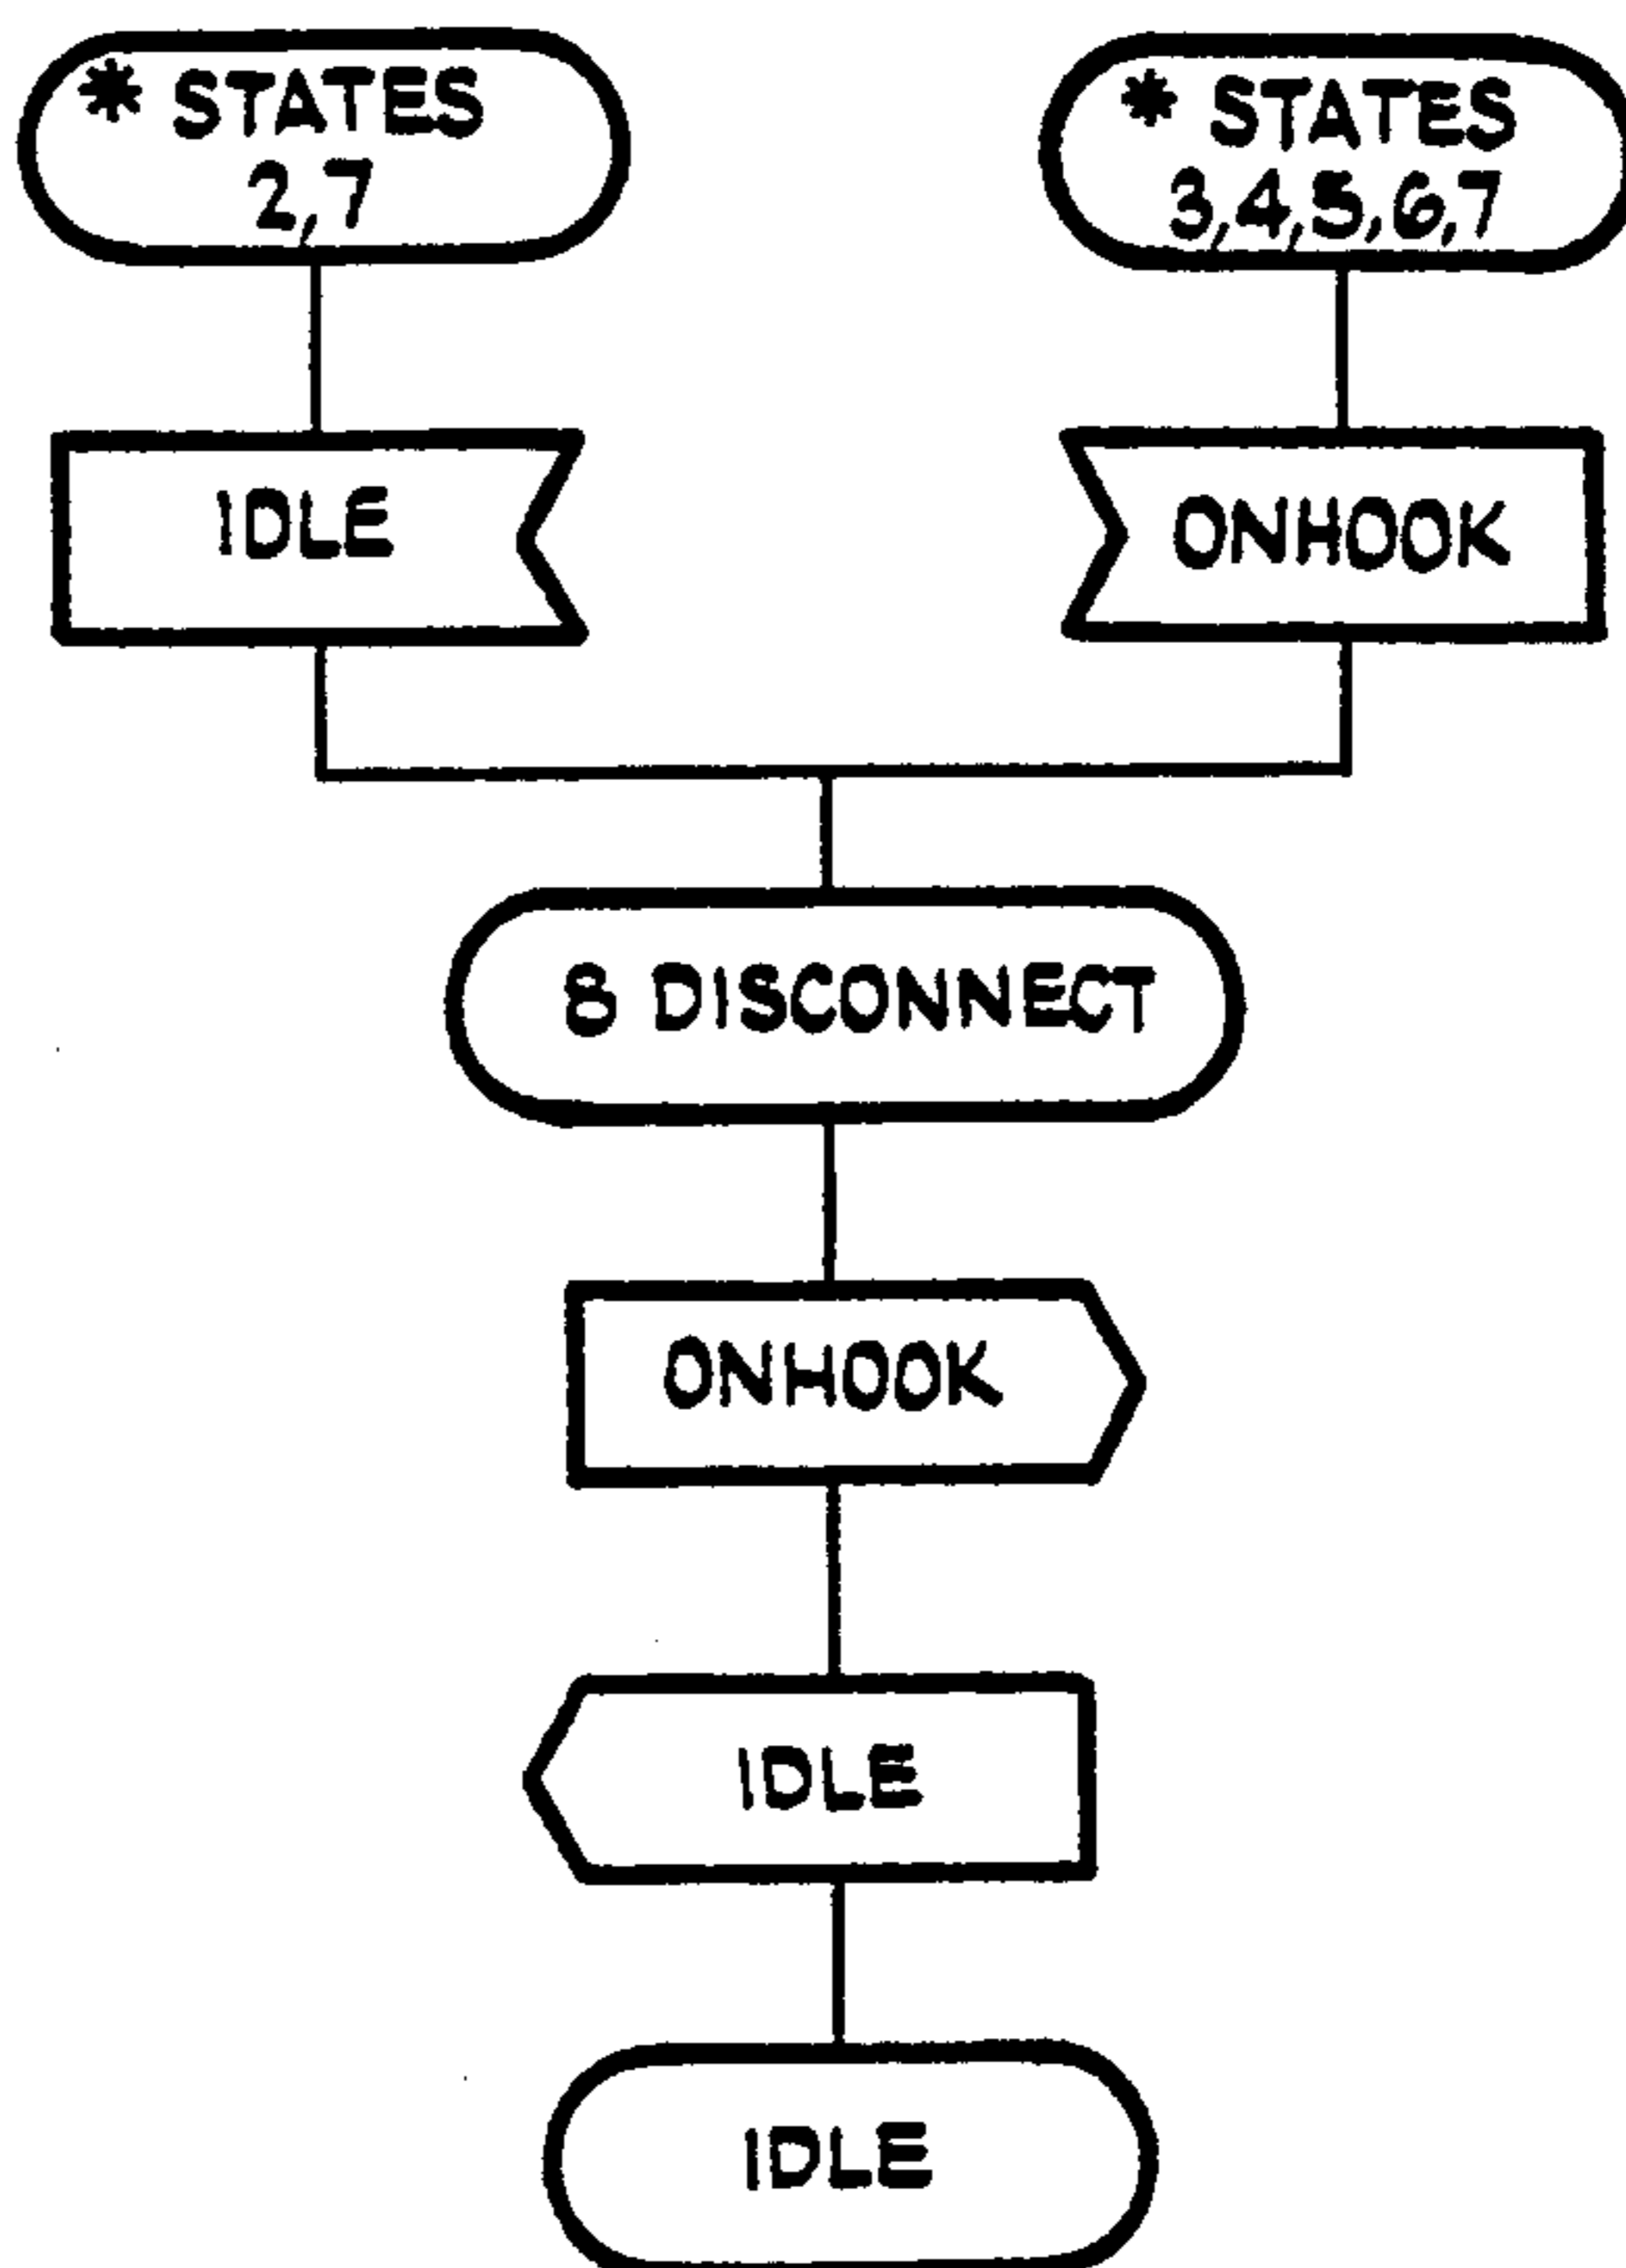 * STATES
2,7
* STATES
3,4,5,6,7
IDLE
ONHOOK
8 DISCONNECT
ONHOOK
IDLE
IDLE